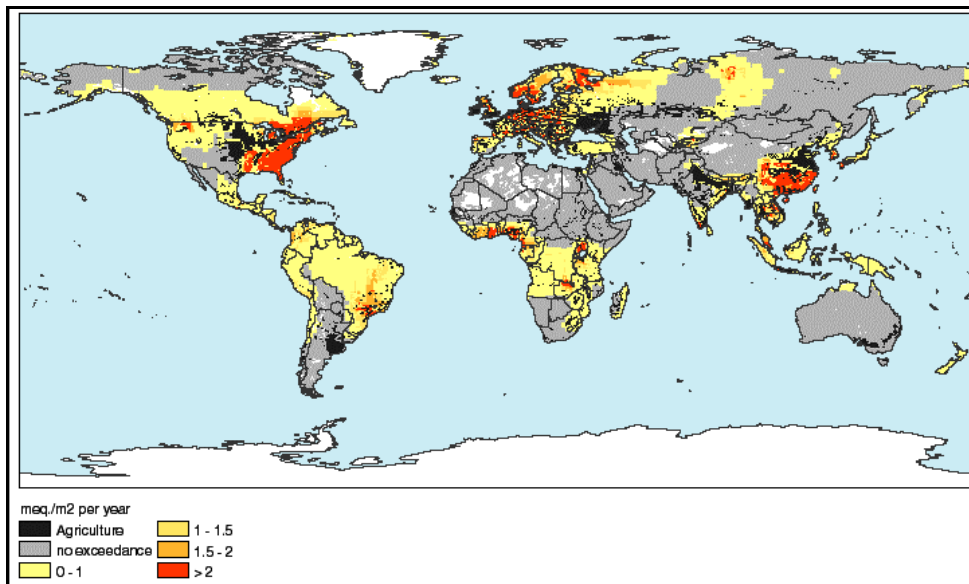 meq./m2 per year
Agriculture
no exceedance
0 - 1
1 - 1.5
1.5 - 2
> 2